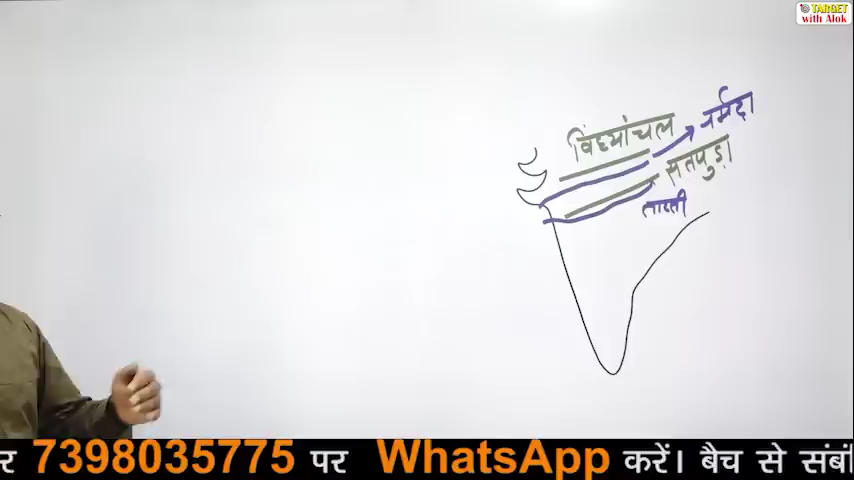 TARGET
with Alok
नर्मदा
विंध्यांचल
सतपुड़ा
ताप्ती
र 7398035775 पर WhatsApp करें। बैच से संबं